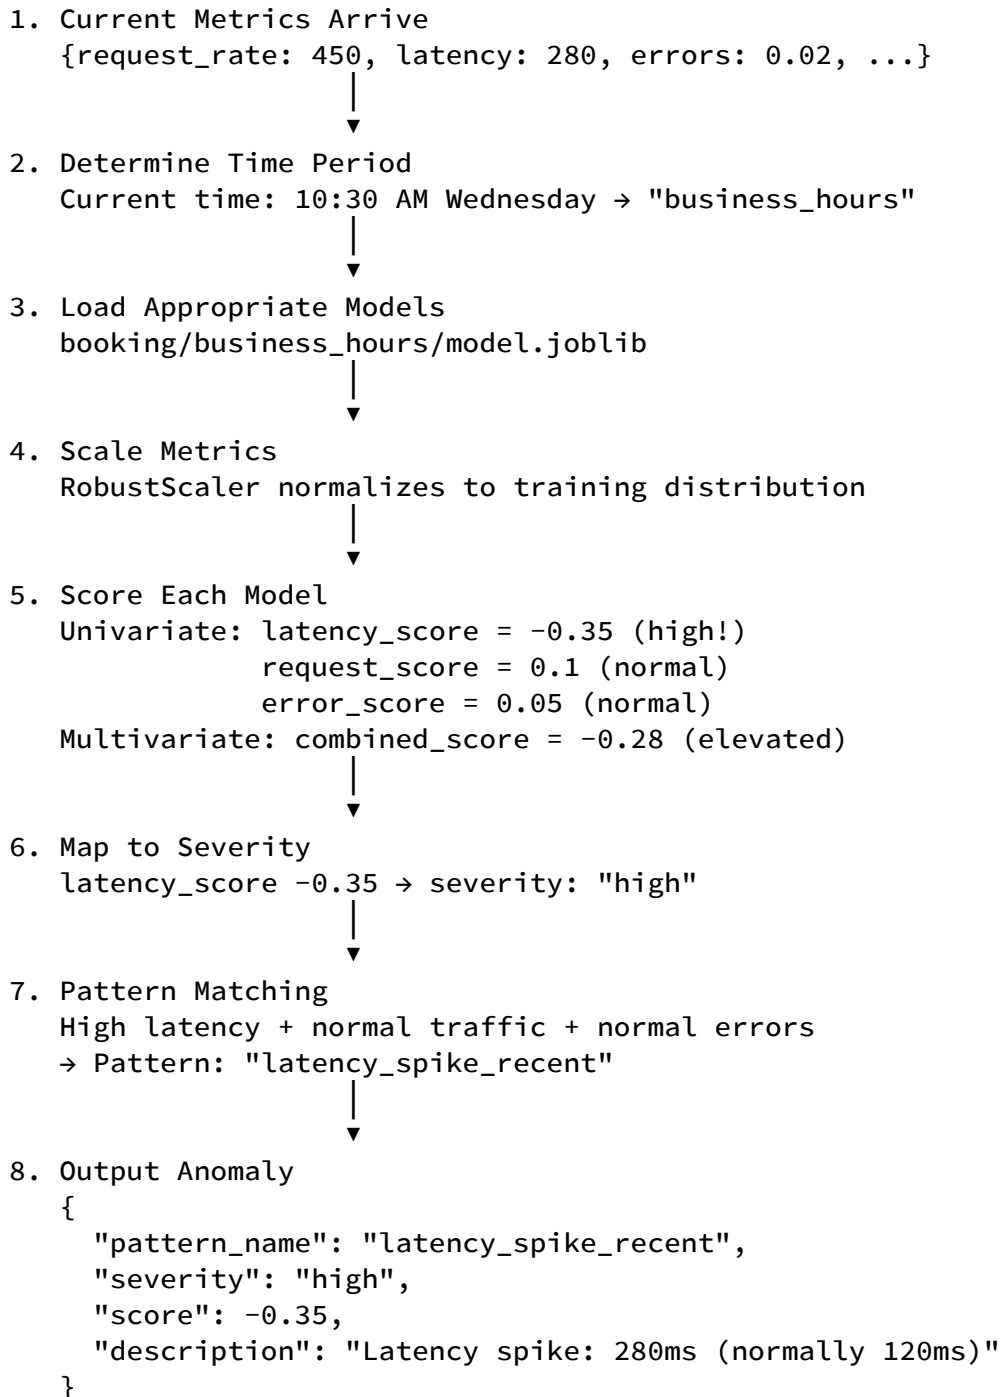 1. Current Metrics Arrive
{request_rate: 450, latency: 280, errors: 0.02, ...}
2. Determine Time Period
Current time: 10:30 AM Wednesday → "business_hours"
3. Load Appropriate Models
booking/business_hours/model.joblib
4. Scale Metrics
RobustScaler normalizes to training distribution
5. Score Each Model
Univariate: latency_score = -0.35 (high!)
request_score = 0.1 (normal)
error_score = 0.05 (normal)
Multivariate: combined_score = -0.28 (elevated)
6. Map to Severity
latency_score -0.35 → severity: "high"
7. Pattern Matching
High latency + normal traffic + normal errors
→ Pattern: "latency_spike_recent"
8. Output Anomaly
{
"pattern_name": "latency_spike_recent",
"severity": "high",
"score": -0.35,
"description": "Latency spike: 280ms (normally 120ms)"
}